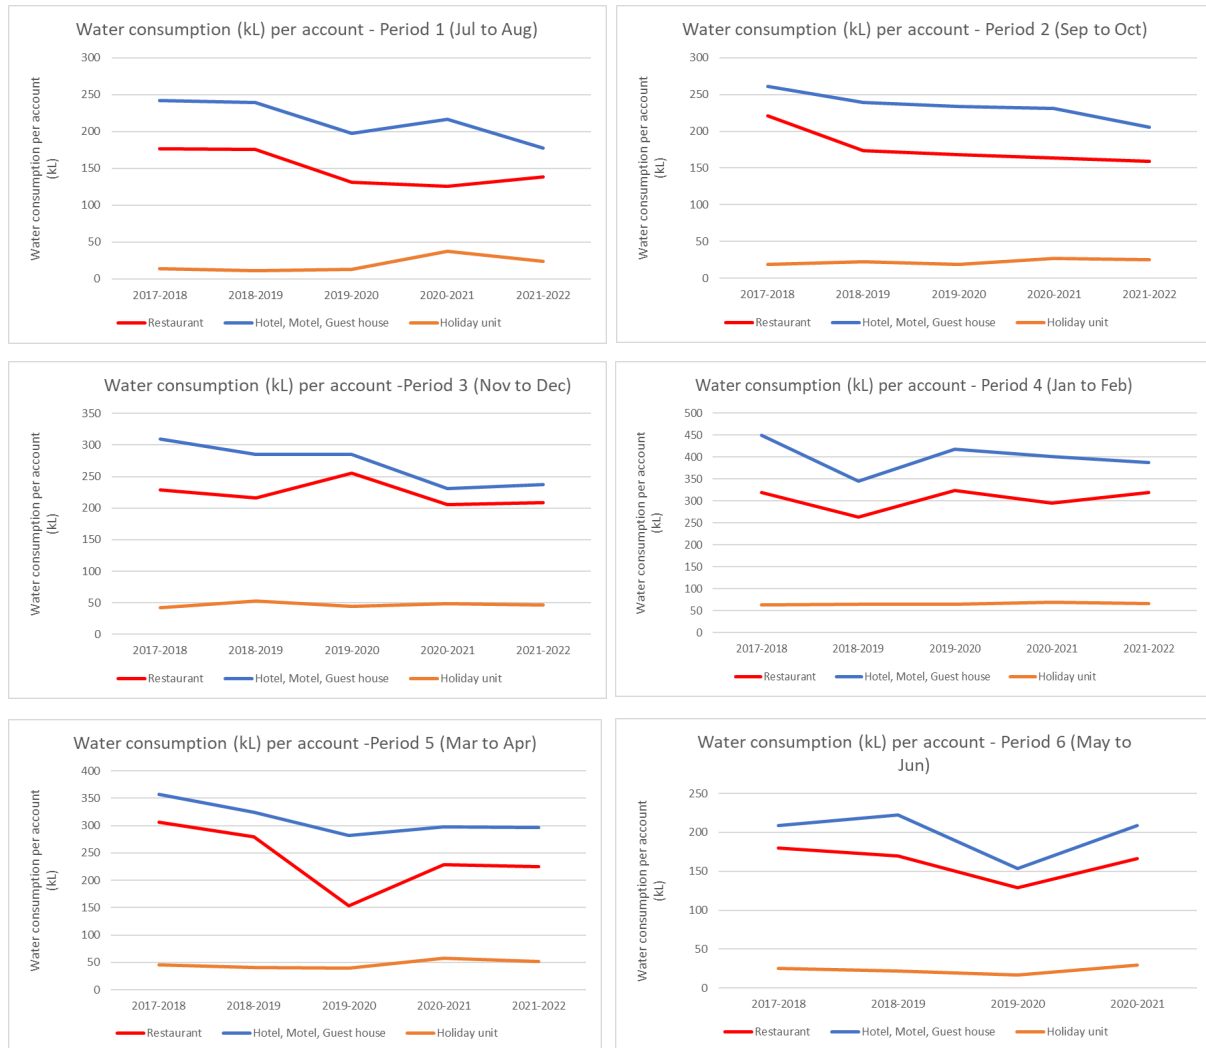 Water consumption (kL) per account - Period 1 (Jul to Aug)
Water consumption per account
(kL)
300
250
200
150
100
50
0
2017-2018 2018-2019 2019-2020 2020-2021 2021-2022
Restaurant Hotel, Motel, Guest house Holiday unit
Water consumption (kL) per account - Period 2 (Sep to Oct)
Water consumption per account
(kL)
300
250
200
150
100
50
0
2017-2018 2018-2019 2019-2020 2020-2021 2021-2022
Restaurant Hotel, Motel, Guest house Holiday unit
Water consumption (kL) per account -Period 3 (Nov to Dec)
Water consumption per account
(kL)
350
300
250
200
150
100
50
0
2017-2018 2018-2019 2019-2020 2020-2021 2021-2022
Restaurant Hotel, Motel, Guest house Holiday unit
Water consumption (kL) per account - Period 4 (Jan to Feb)
Water consumption per account
(kL)
500
450
400
350
300
250
200
150
100
50
0
2017-2018 2018-2019 2019-2020 2020-2021 2021-2022
Restaurant Hotel, Motel, Guest house Holiday unit
Water consumption (kL) per account -Period 5 (Mar to Apr)
Water consumption per account
(kL)
400
350
300
250
200
150
100
50
0
2017-2018 2018-2019 2019-2020 2020-2021 2021-2022
Restaurant Hotel, Motel, Guest house Holiday unit
Water consumption (kL) per account - Period 6 (May to
Jun)
Water consumption per account
(kL)
250
200
150
100
50
0
2017-2018 2018-2019 2019-2020 2020-2021
Restaurant Hotel, Motel, Guest house Holiday unit